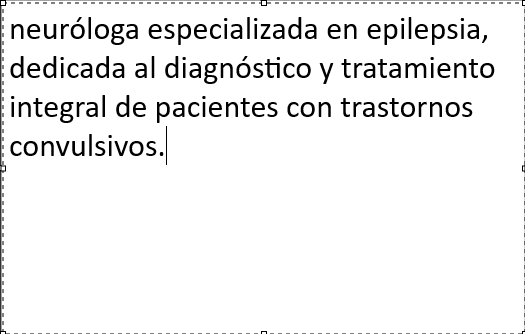 neuróloga especializada en epilepsia,
dedicada al diagnóstico y tratamiento
integral de pacientes con trastornos
convulsivos.